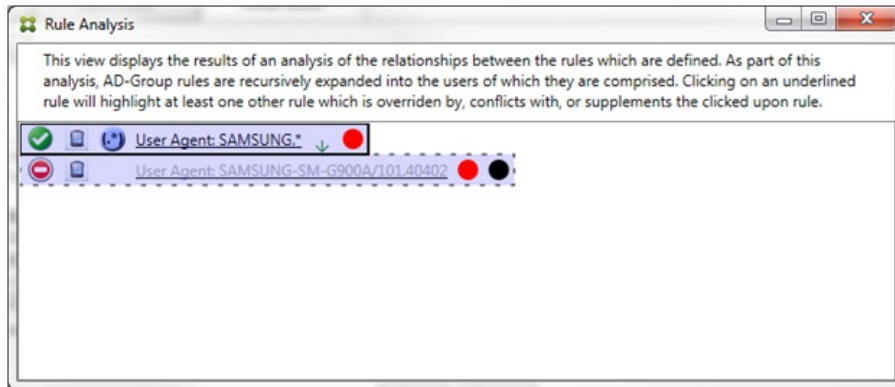 Rule Analysis
This view displays the results of an analysis of the relationships between the rules which are defined. As part of this
analysis, AD-Group rules are recursively expanded into the users of which they are comprised. Clicking on an underlined
rule will highlight at least one other rule which is overriden by, conflicts with, or supplements the clicked upon rule.
(.*) User Agent: SAMSUNG.*
User Agent: SAMSUNG-SM-G900A/101.40402